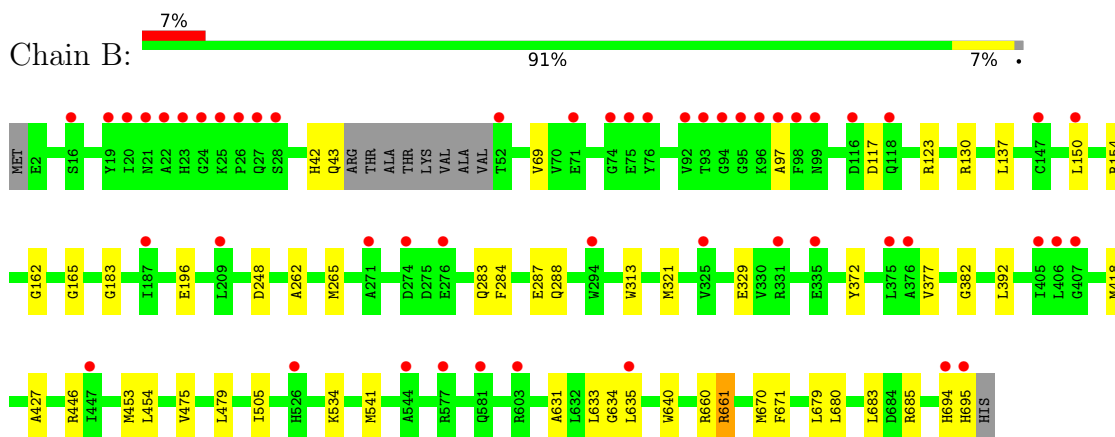 7%
Chain B:
91% 7% •
MET E2 S16 Y19 I20 N21 A22 H23 G24 K25 P26 Q27 S28 H42 Q43 ARG THR ALA THR LYS VAL ALA VAL T52 V69 V70 E71 G74 E75 Y76 V92 T93 G94 G95 K96 A97 F98 N99 D116 D117 Q118 R123 R130 L137 C147 L150 R154
G162 G165 G183 I187 E196 L209 D248 A262 M265 A271 D274 D275 E276 Q283 F284 E287 Q288 W294 W313 M321 V325 E329 V330 R331 E335 Y372 L375 A376 V377 G382 L392 I405 L406 G407 M418
A427 R446 I447 M453 L454 V475 L479 I505 H526 K534 M541 A544 R577 Q581 R603 A631 L632 L633 G634 L635 W640 R660 R661 M670 F671 L679 L680 L683 D684 R685 H694 H695 HIS